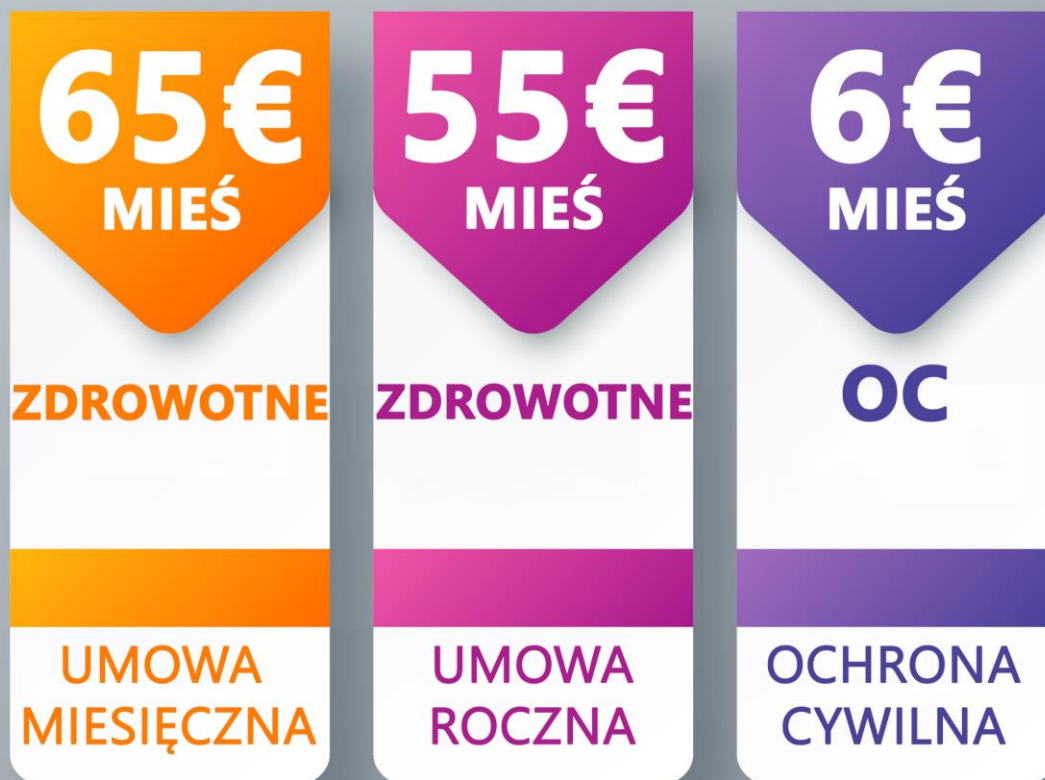 65€
MIEŚ
ZDROWOTNE
UMOWA
MIESIĘCZNA
55€
MIEŚ
ZDROWOTNE
UMOWA
ROCZNA
6€
MIEŚ
OC
OCHRONA
CYWILNA